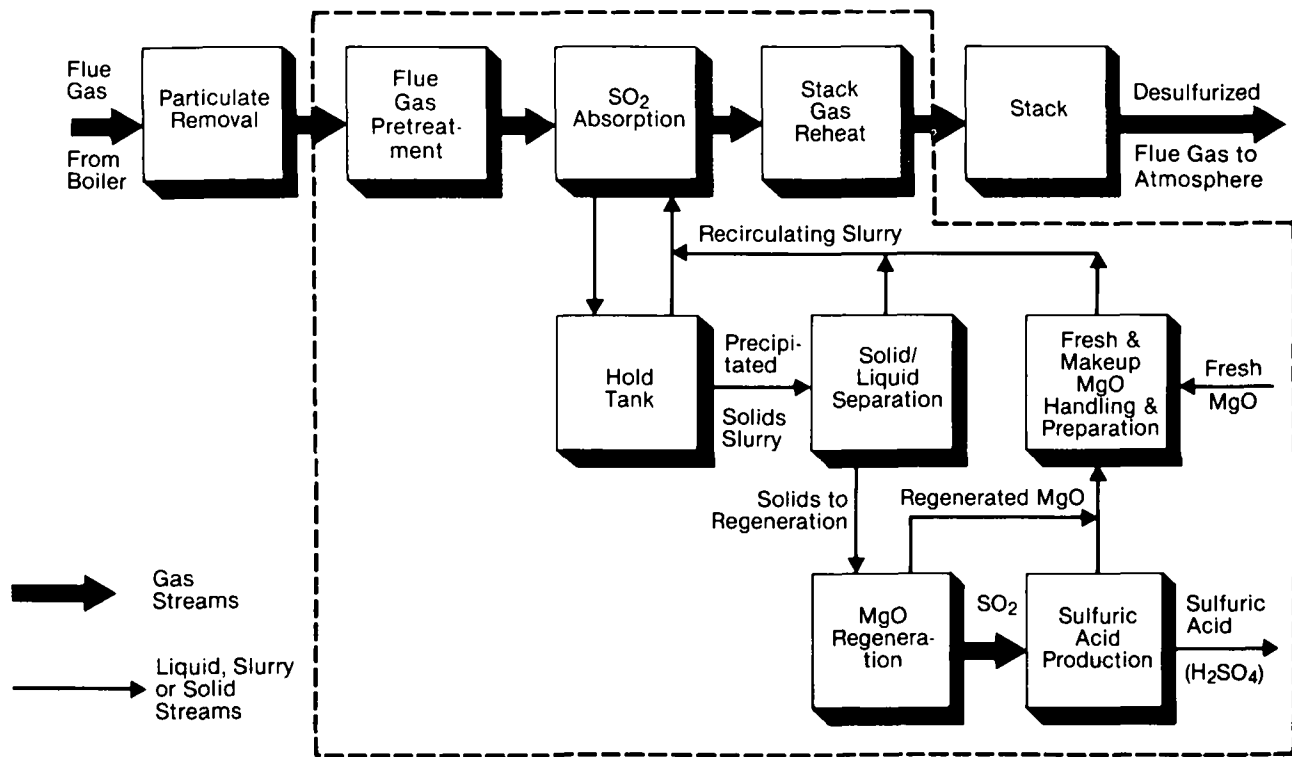 Flue
Gas
From
Boiler
Particulate
Removal
Flue
Gas
Pretreat-
ment
SO₂
Absorption
Stack
Gas
Reheat
Stack
Desulfurized
Flue Gas to
Atmosphere
Recirculating Slurry
Hold
Tank
Precipi-
tated
Solids
Slurry
Solid/
Liquid
Separation
Fresh &
Makeup
MgO
Handling &
Preparation
Fresh
MgO
Solids to
Regeneration
Regenerated MgO
MgO
Regenera-
tion
SO₂
Sulfuric
Acid
Production
Sulfuric
Acid
(H₂SO₄)
Gas
Streams
Liquid, Slurry
or Solid
Streams